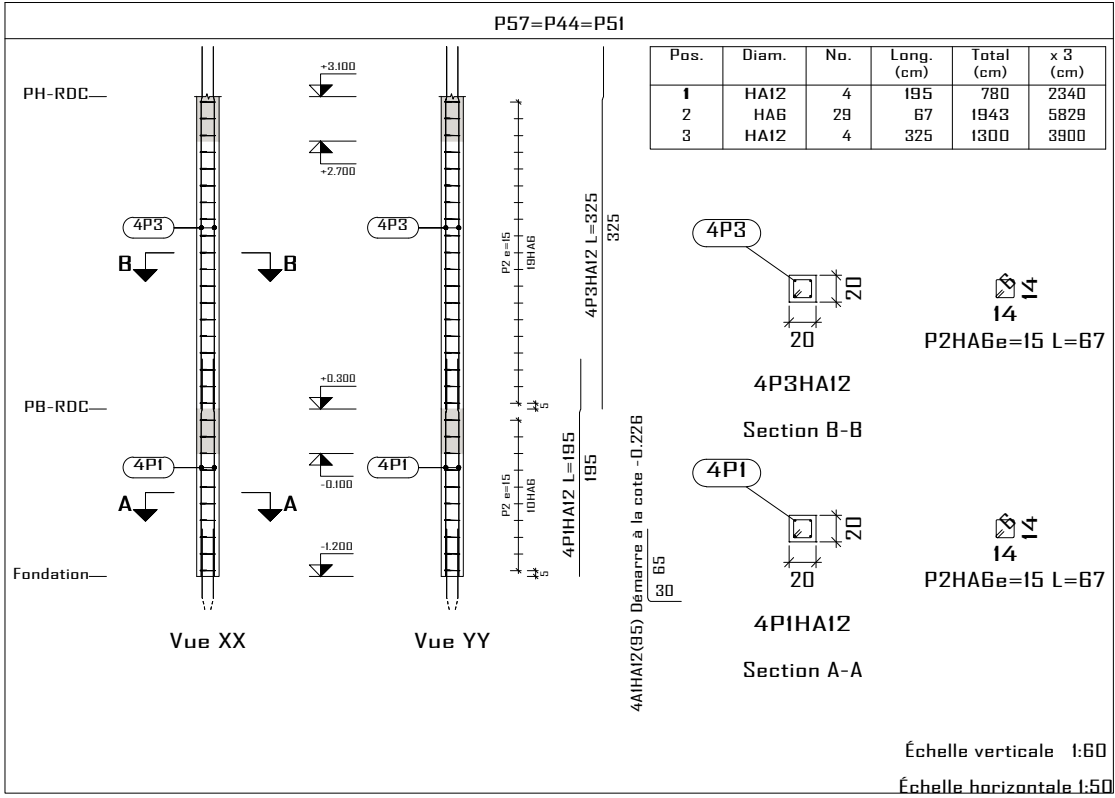 P57=P44=P51
Pos. Diam. No. Long. (cm) Total (cm) x 3 (cm)
1 HA12 4 195 780 2340
2 HA6 29 67 1943 5829
3 HA12 4 325 1300 3900
PH-RDC
+3.100
+2.700
4P3
4P3
B B
P2 e=15
19HA6
4P3HA12 L=325
325
PB-RDC
+0.300
5
-0.100
4P1
4P1
A A
P2 e=15
10HA6
4P1HA12 L=195
195
Fondation
-1.200
5
4A1HA12(95) Démarre à la cote -0.226
65
30
Vue XX
Vue YY
4P3
20
20
6
14
14
P2HA6e=15 L=67
4P3HA12
Section B-B
4P1
20
20
6
14
14
P2HA6e=15 L=67
4P1HA12
Section A-A
Échelle verticale 1:60
Échelle horizontale 1:50